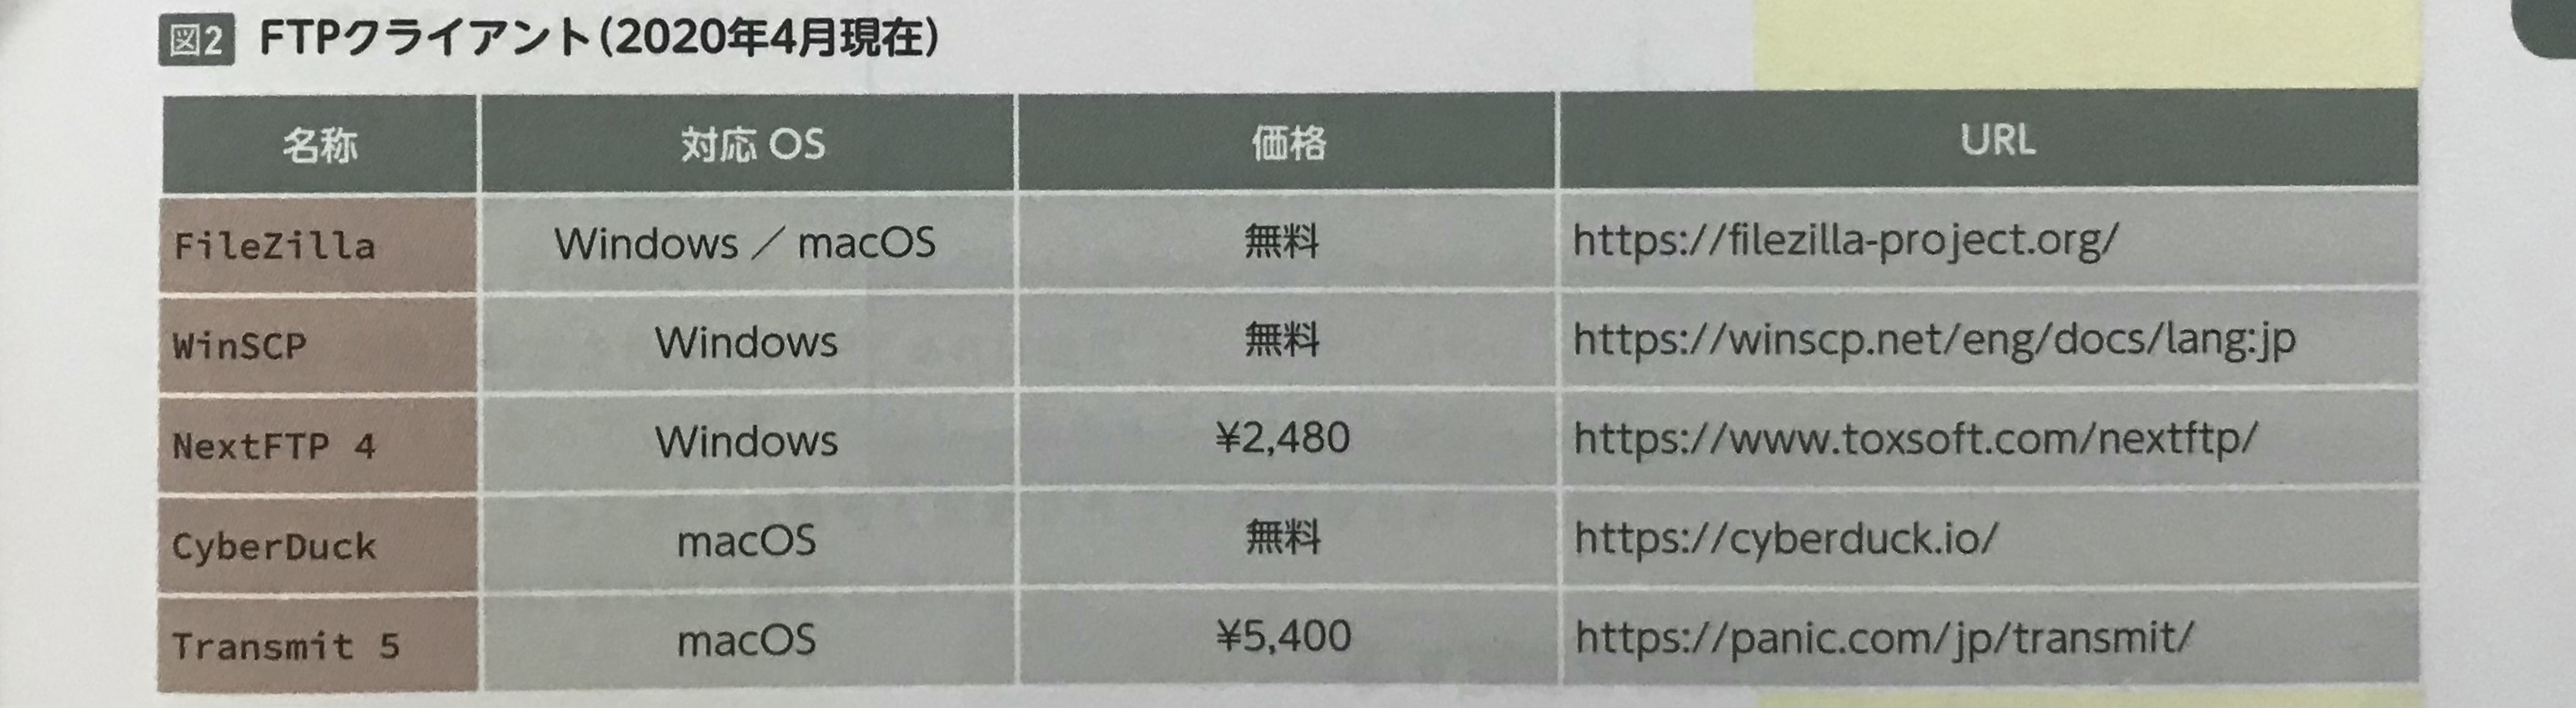 図2 FTPクライアント(2020年4月現在)
名称 対応 OS 価格 URL
FileZilla Windows ／ macOS 無料 https://filezilla-project.org/
WinSCP Windows 無料 https://winscp.net/eng/docs/lang:jp
NextFTP 4 Windows ¥2,480 https://www.toxsoft.com/nextftp/
CyberDuck macOS 無料 https://cyberduck.io/
Transmit 5 macOS ¥5,400 https://panic.com/jp/transmit/